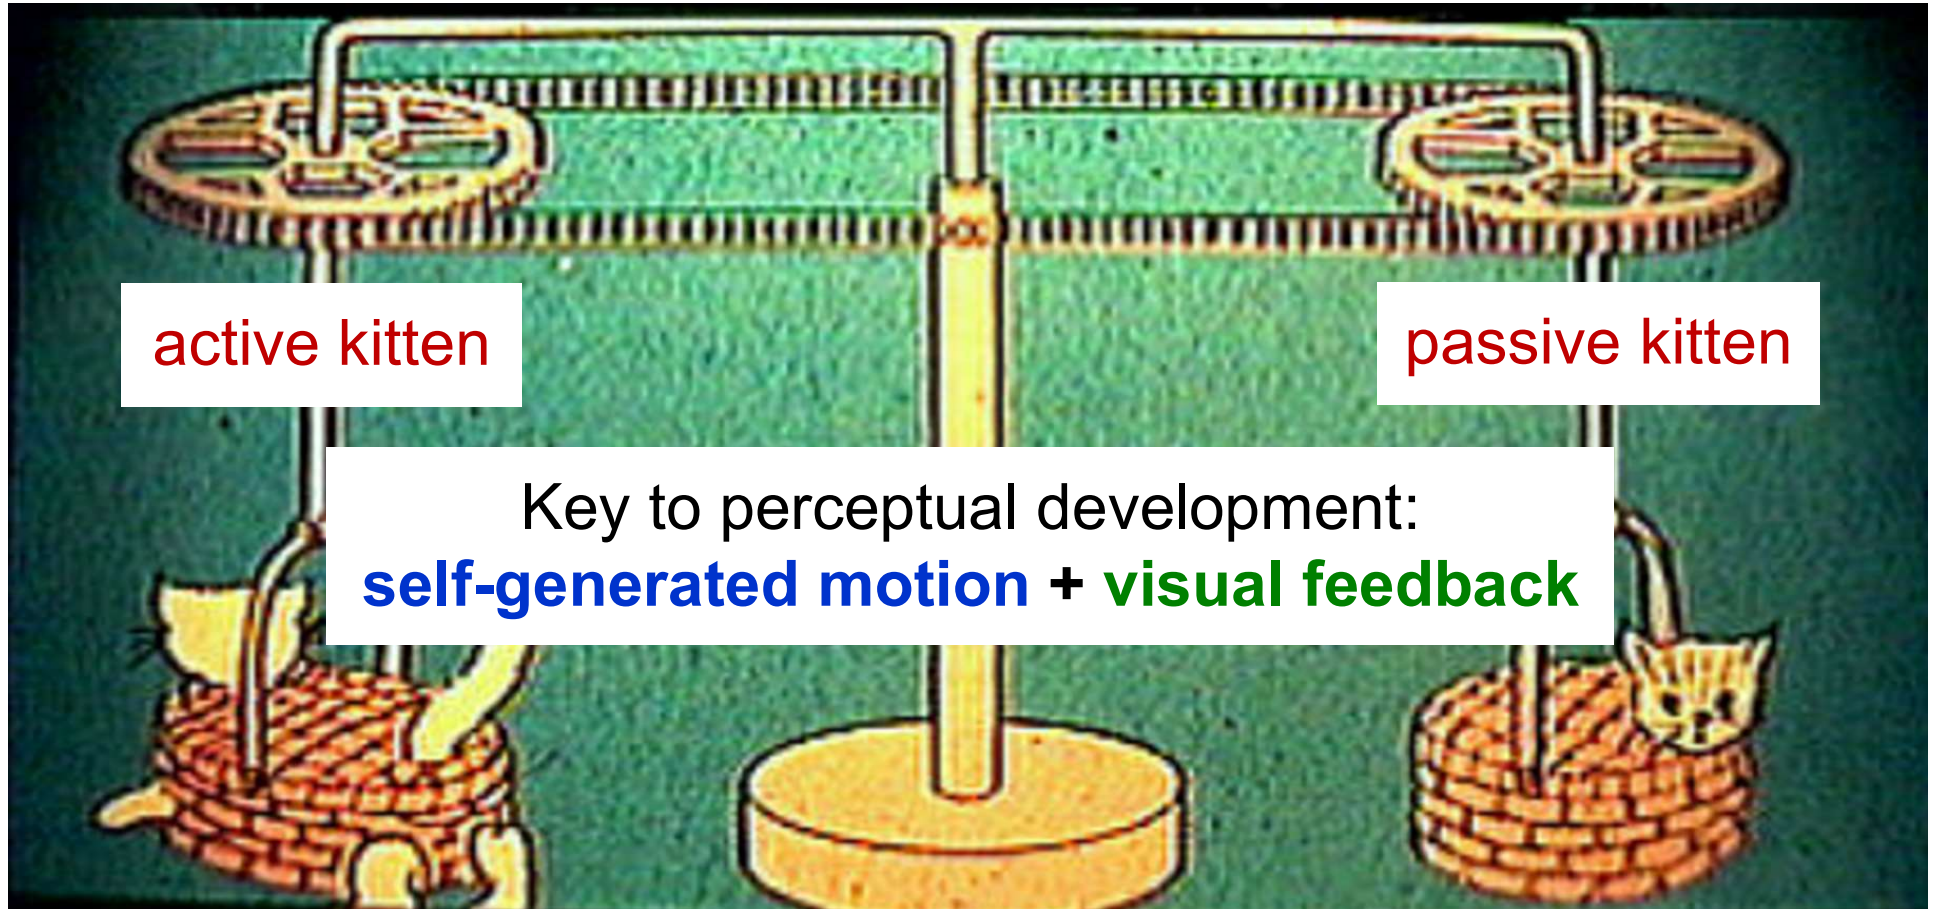 active kitten
passive kitten
Key to perceptual development:
self-generated motion + visual feedback